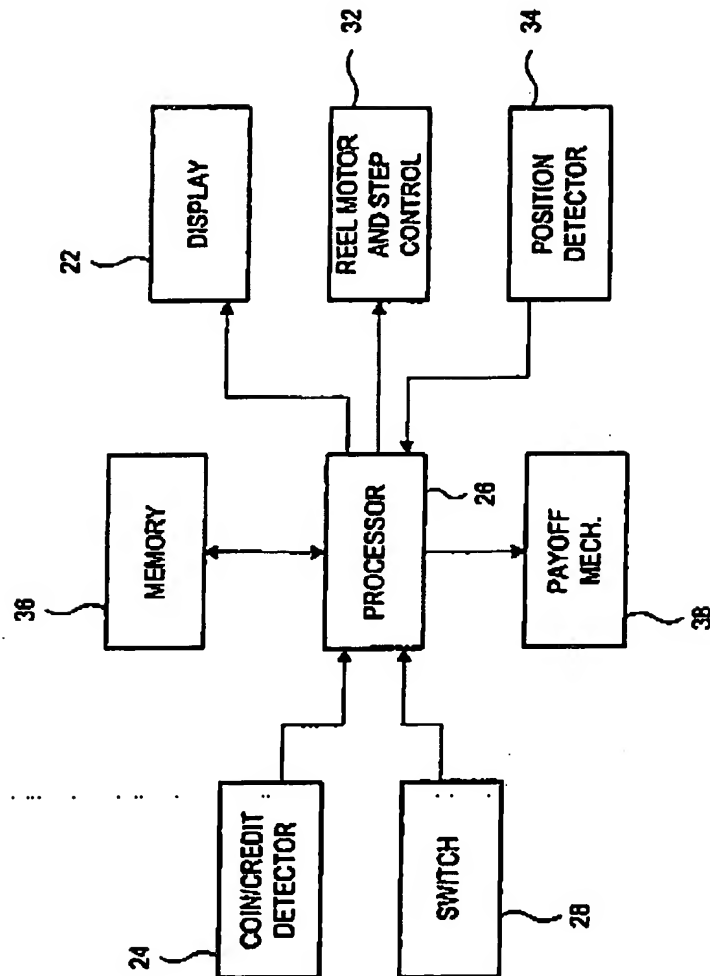 24
COIN/CREDIT
DETECTOR
SWITCH
28
36
MEMORY
PROCESSOR
26
PAYOFF
MECH.
38
22
DISPLAY
REEL MOTOR
AND STEP
CONTROL
32
POSITION
DETECTOR
34